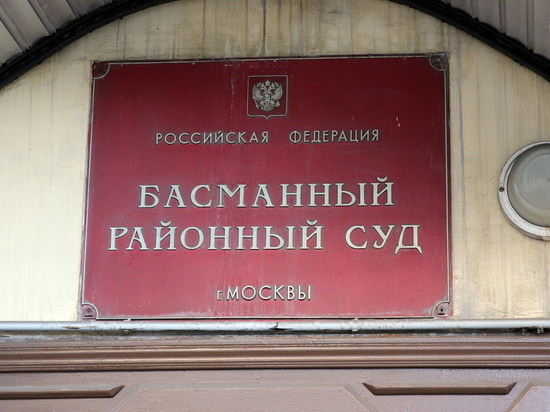 РОССИЙСКАЯ ФЕДЕРАЦИЯ
БАСМАННЫЙ
РАЙОННЫЙ СУД
Г. МОСКВЫ